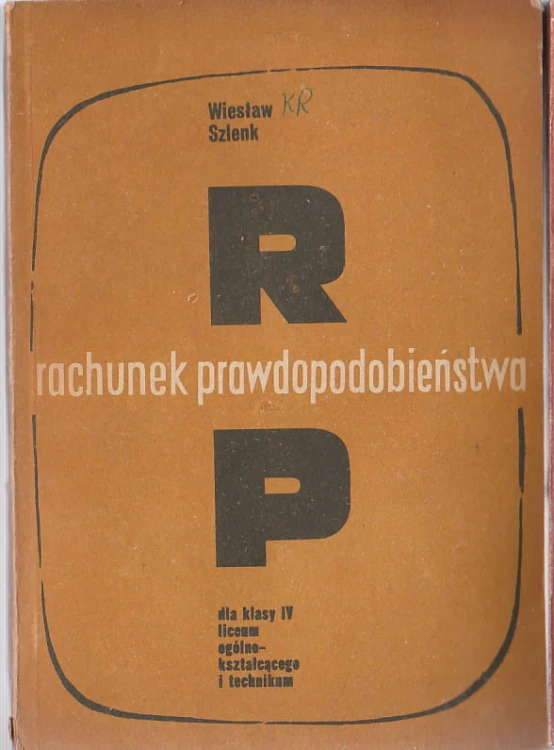 Wiesław KR
Szlenk
R
rachunek prawdopodobieństwa
P
dla klasy IV
liceum
ogólno-
kształcącego
i technikum